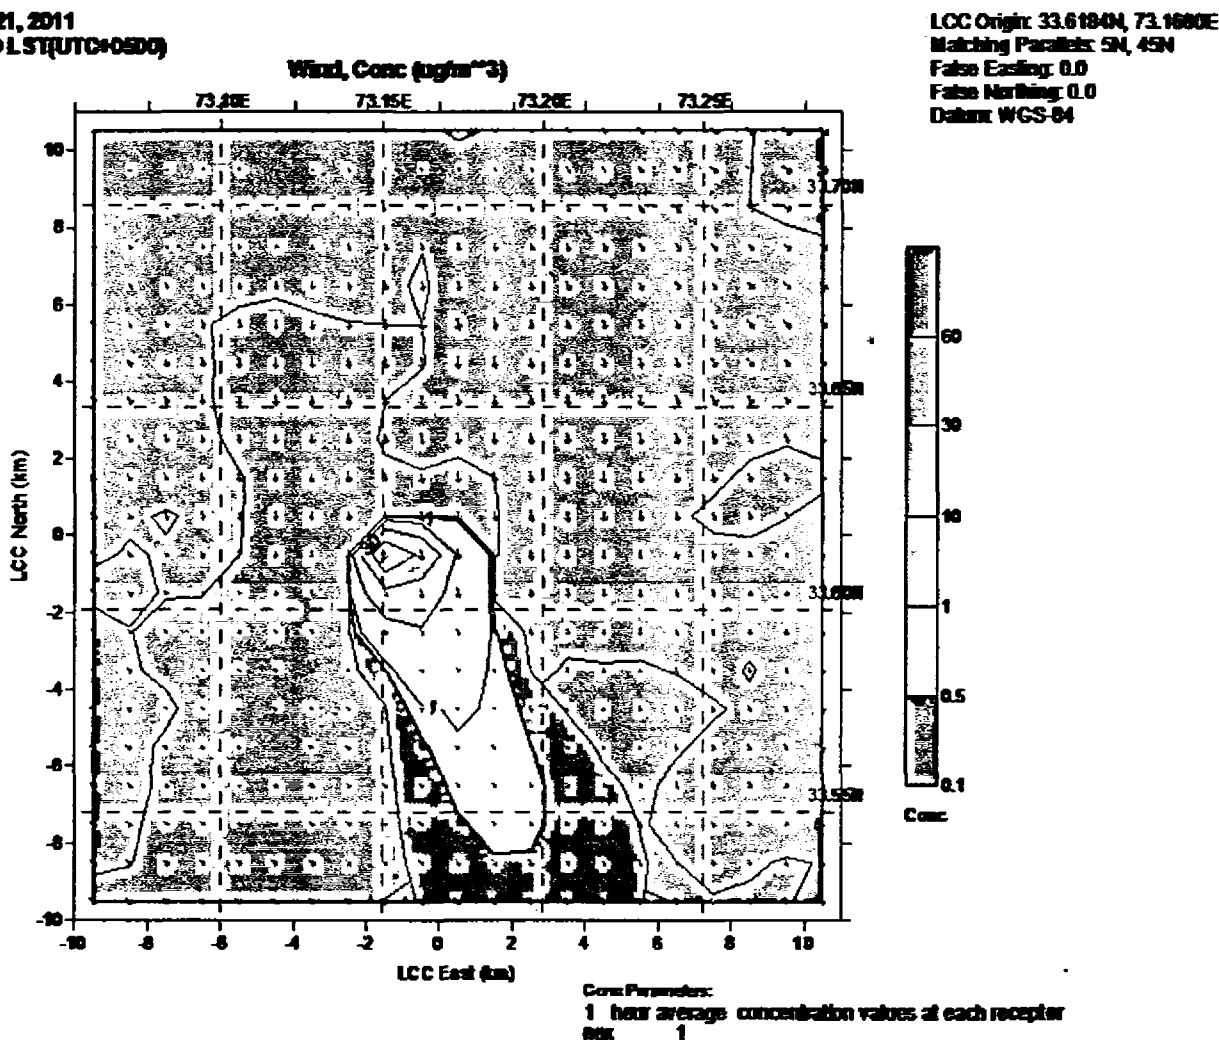 21, 2011
LST(UTC+0500)
LCC Origin: 33.6184N, 73.1680E
Matching Parallels: 5N, 45N
False Easting: 0.0
False Northing: 0.0
Datum: WGS-84
Wind, Conc (ug/m**3)
73.10E 73.15E 73.20E 73.25E
33.70N
33.65N
33.60N
33.55N
10
8
6
4
2
0
-2
-4
-6
-8
-10
LCC North (km)
-10 -8 -6 -4 -2 0 2 4 6 8 10
LCC East (km)
60
30
10
1
0.5
0.1
Conc
Conc Parameters:
1 hour average concentration values at each receptor
1